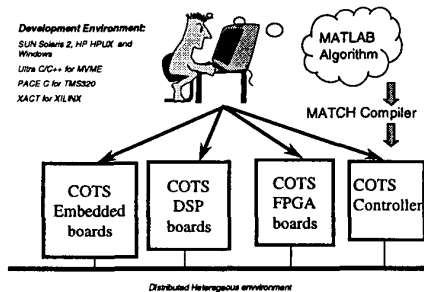 Development Environment:
SUN Solaris 2, HP HPUX and
Windows
Ultra C/C++ for MVME
PACE C for TMS320
XACT for XILINX
MATLAB
Algorithm
MATCH Compiler
COTS
Embedded
boards
COTS
DSP
boards
COTS
FPGA
boards
COTS
Controller
Distributed Heterageous environment